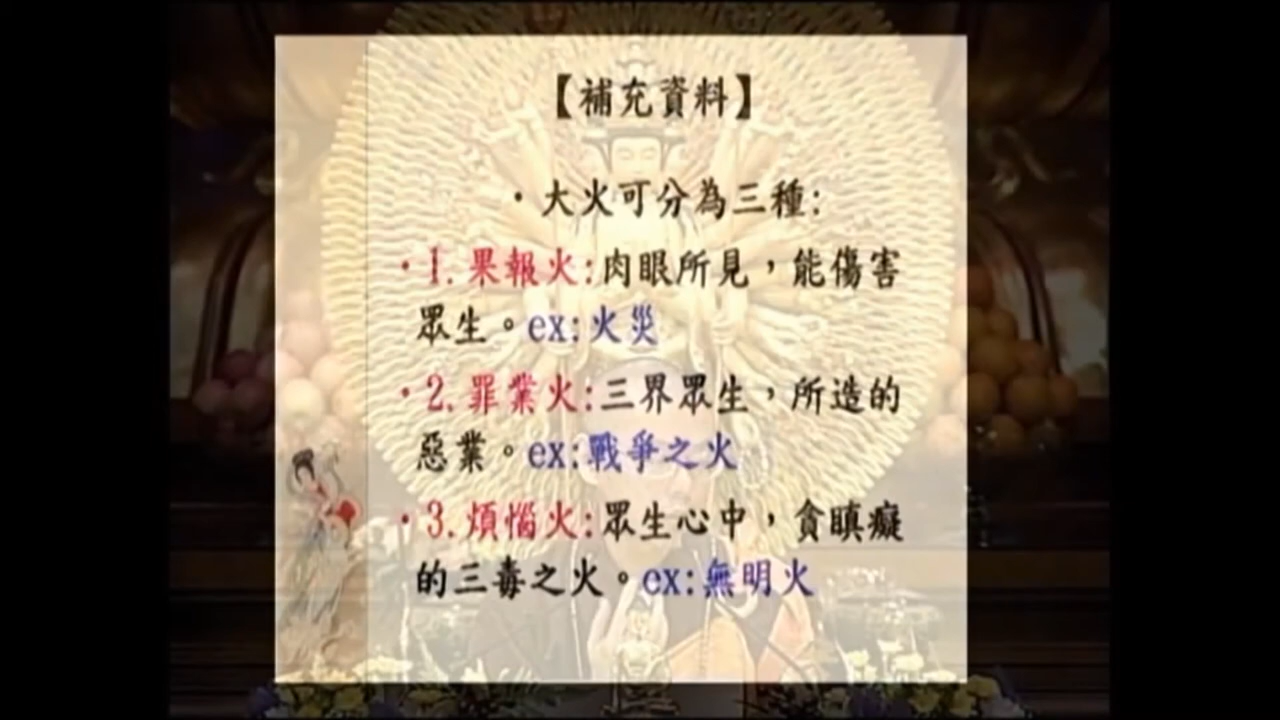 【補充資料】
·大火可分為三種:
·1.果報火:肉眼所見，能傷害
眾生。ex:火災
·2.罪業火:三界眾生，所造的
惡業。ex:戰爭之火
·3.煩惱火:眾生心中，貪瞋癡
的三毒之火。ex:無明火